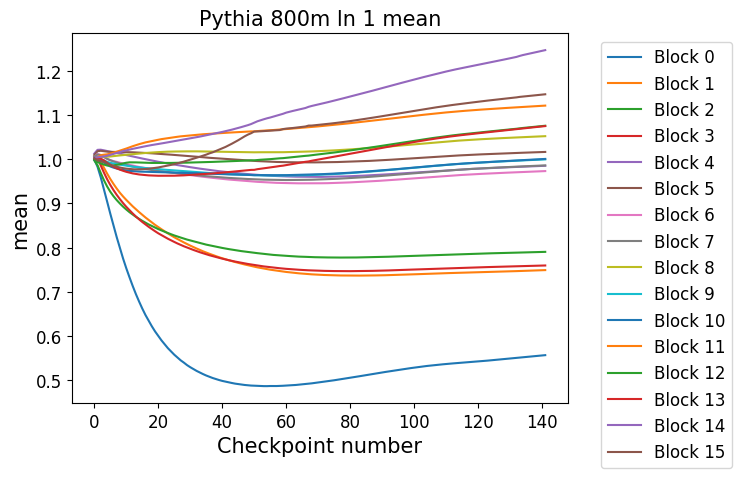 Pythia 800m ln 1 mean
mean
1.2
1.1
1.0
0.9
0.8
0.7
0.6
0.5
0
20
40
60
80
100
120
140
Checkpoint number
Block 0
Block 1
Block 2
Block 3
Block 4
Block 5
Block 6
Block 7
Block 8
Block 9
Block 10
Block 11
Block 12
Block 13
Block 14
Block 15